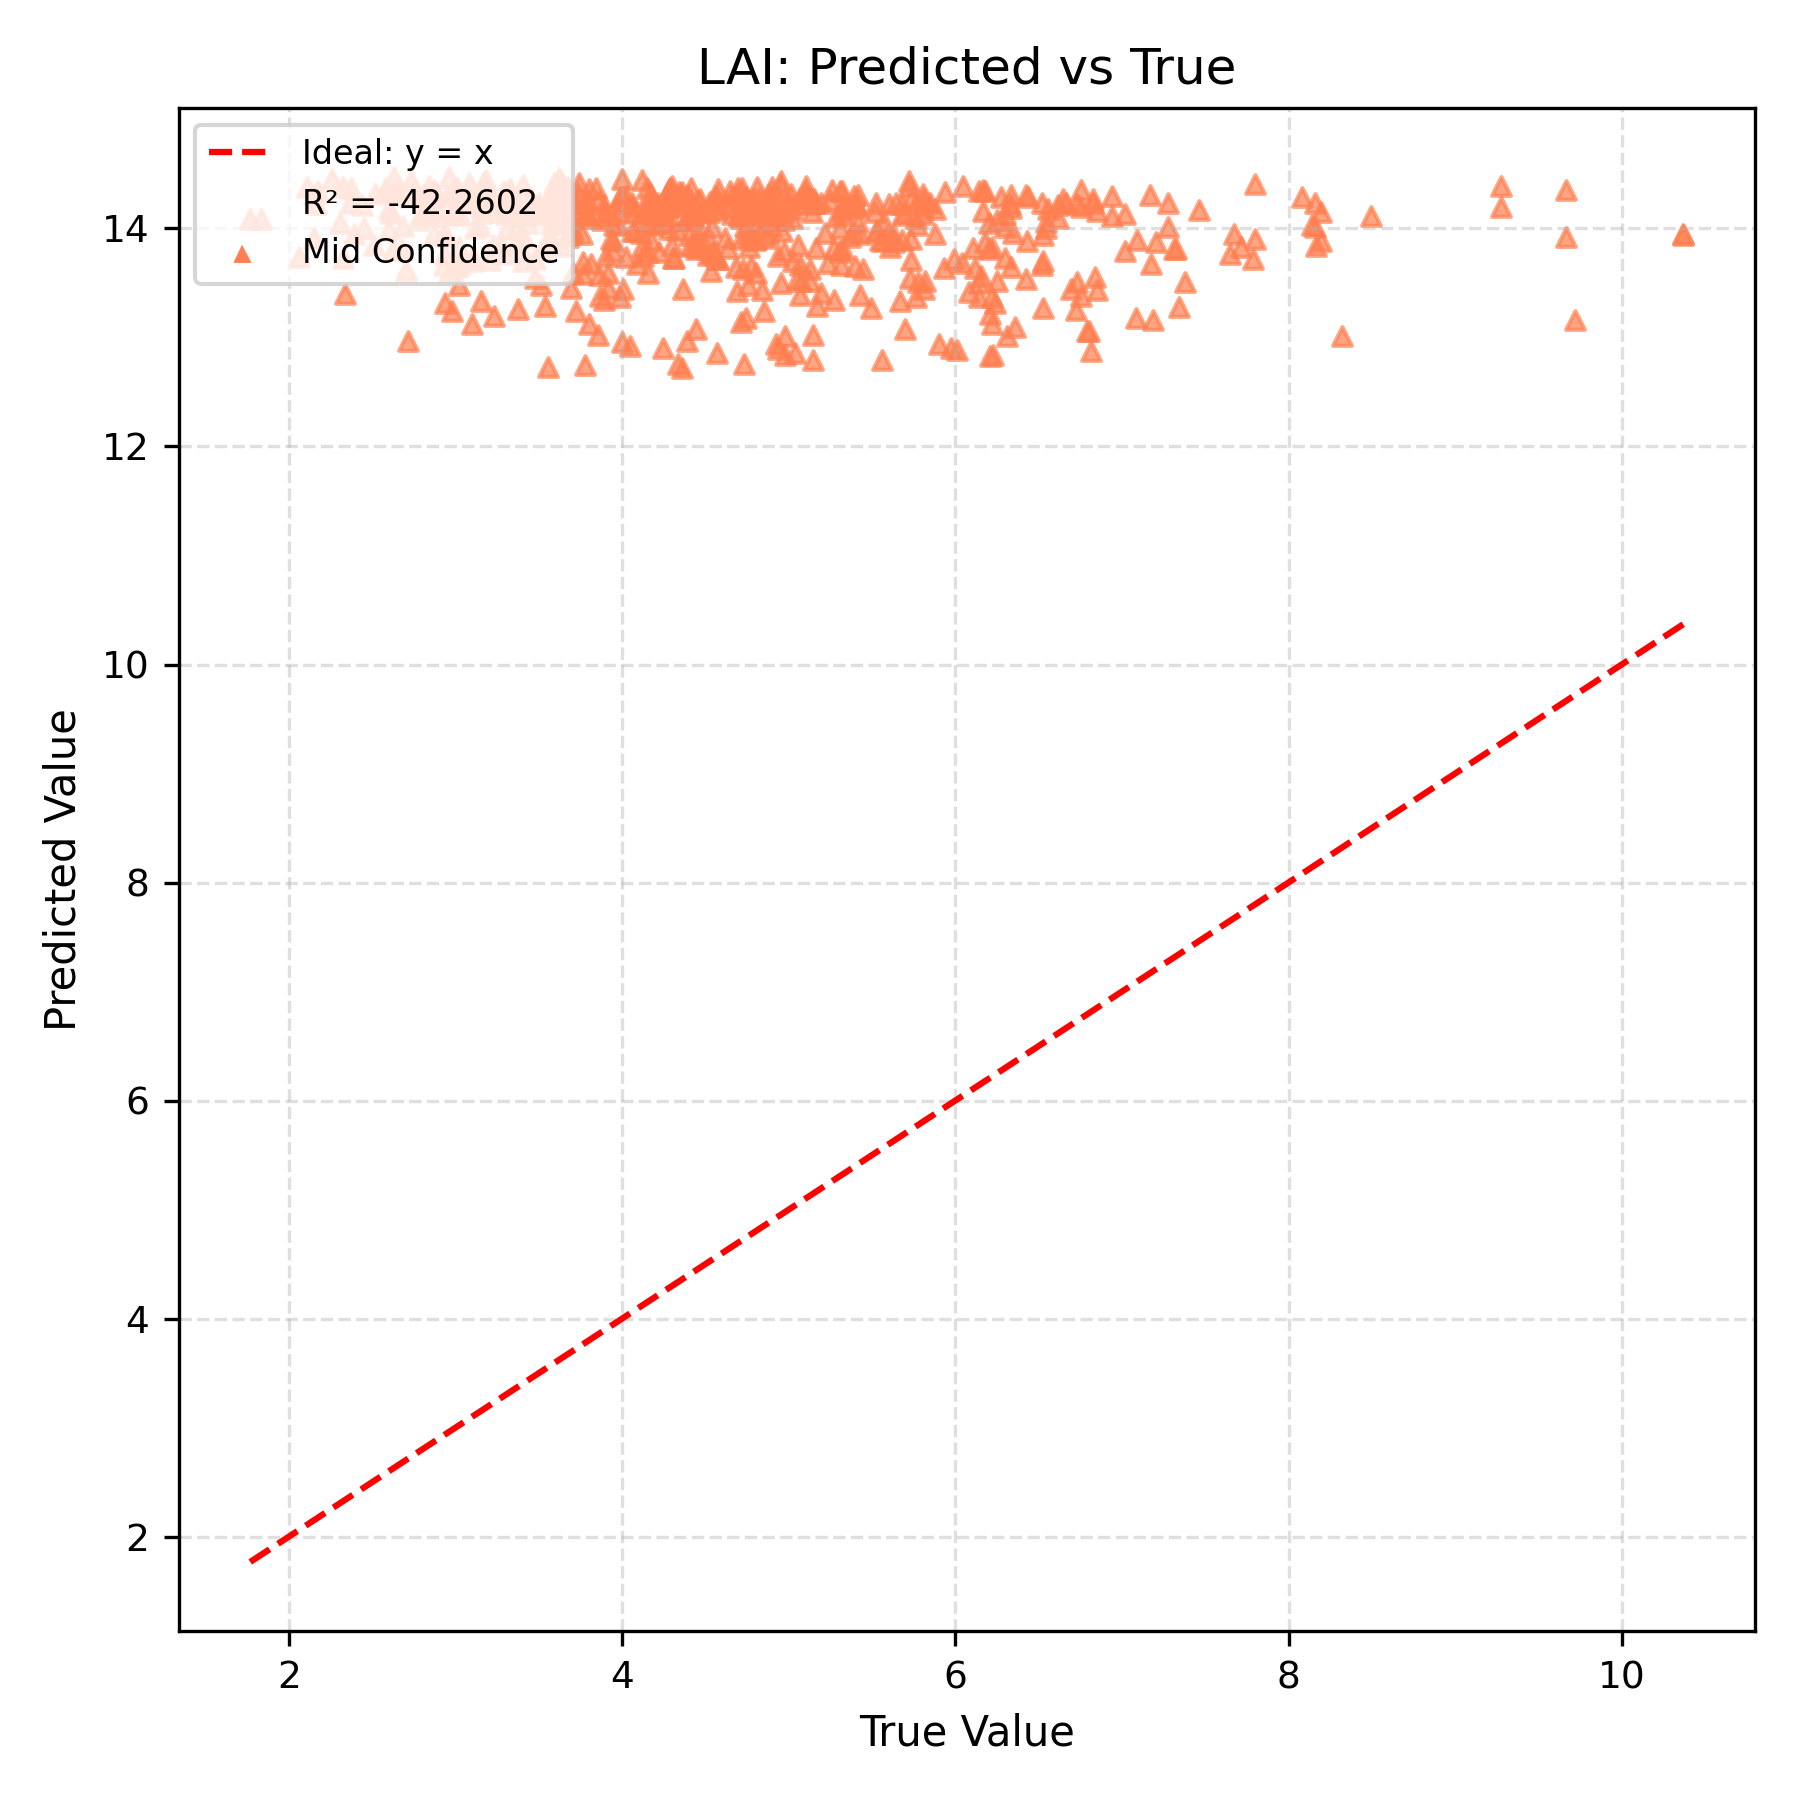 LAI: Predicted vs True
Ideal: y = x
R² = -42.2602
Mid Confidence
14
12
10
8
6
4
2
Predicted Value
2 4 6 8 10
True Value